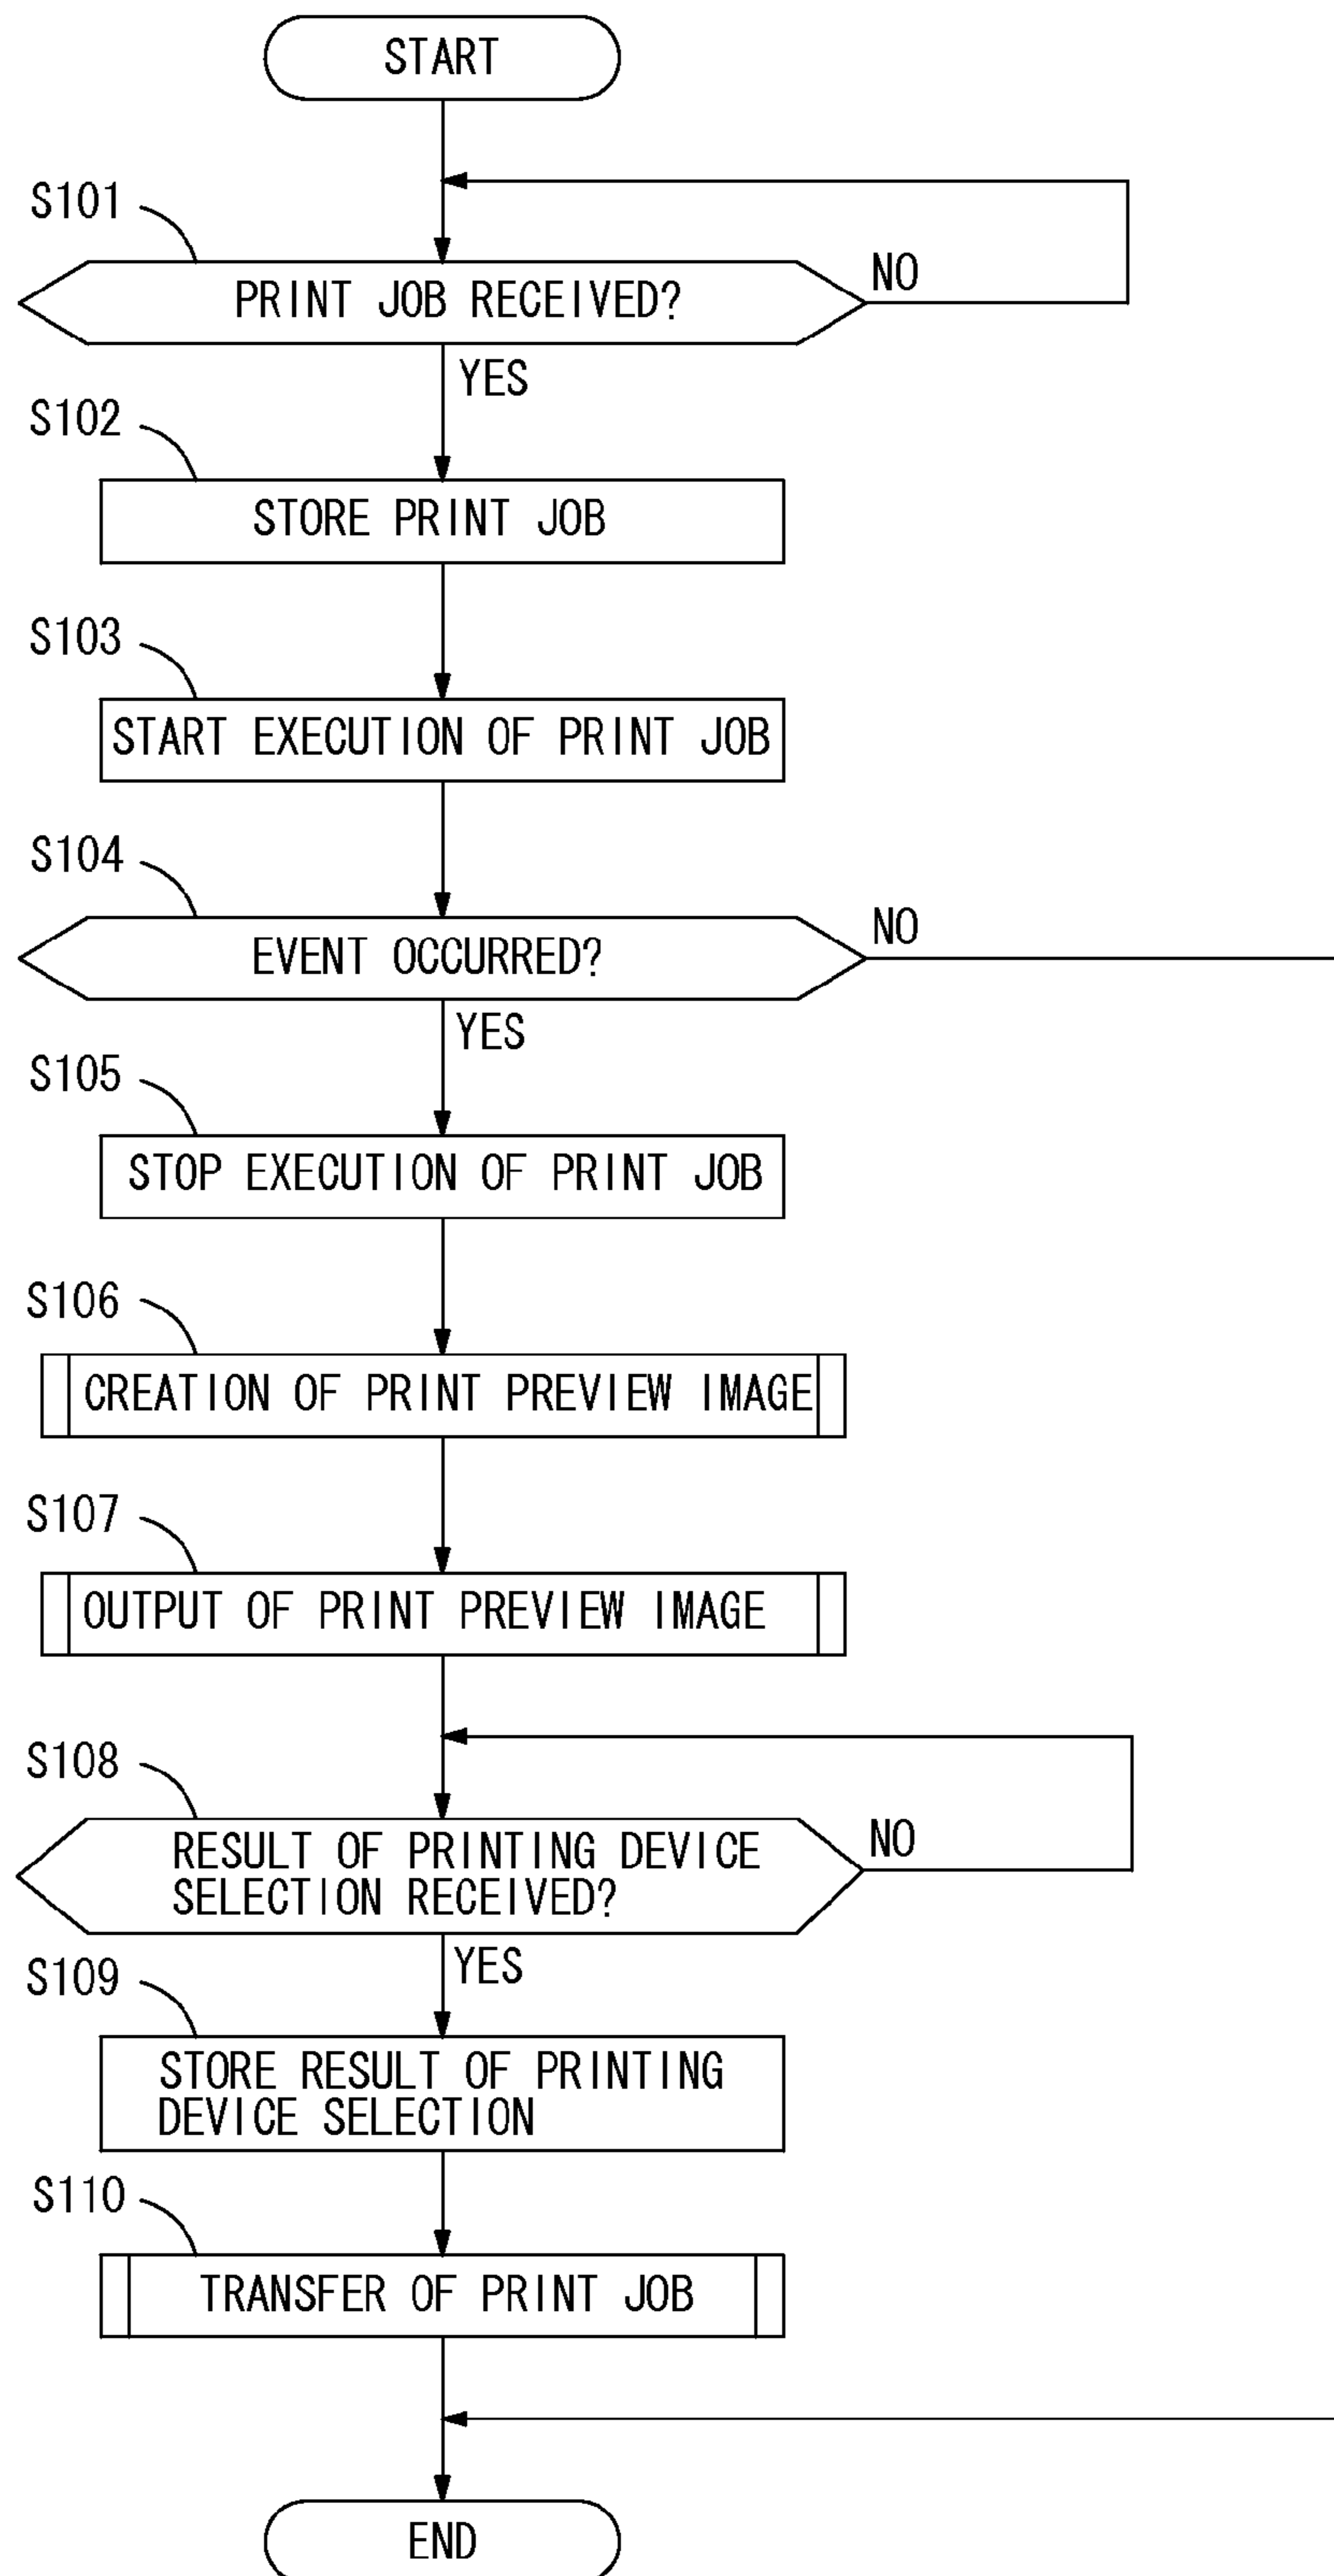 START
S101
PRINT JOB RECEIVED?
NO
YES
S102
STORE PRINT JOB
S103
START EXECUTION OF PRINT JOB
S104
EVENT OCCURRED?
NO
YES
S105
STOP EXECUTION OF PRINT JOB
S106
CREATION OF PRINT PREVIEW IMAGE
S107
OUTPUT OF PRINT PREVIEW IMAGE
S108
RESULT OF PRINTING DEVICE
SELECTION RECEIVED?
NO
YES
S109
STORE RESULT OF PRINTING
DEVICE SELECTION
S110
TRANSFER OF PRINT JOB
END